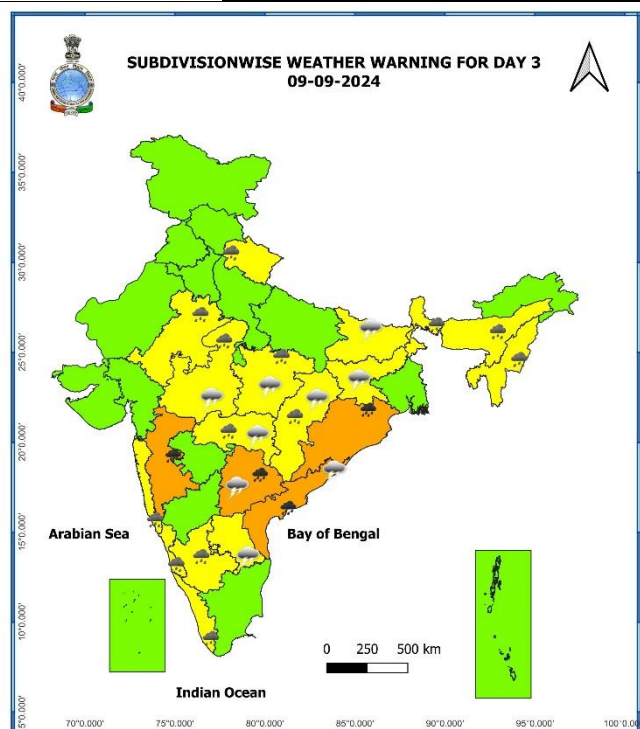 SUBDIVISIONWISE WEATHER WARNING FOR DAY 3
09-09-2024
40°0.000'
35°0.000'
30°0.000'
25°0.000'
20°0.000'
15°0.000'
10°0.000'
5°0.000'
Arabian Sea
Bay of Bengal
0 250 500 km
Indian Ocean
70°0.000' 75°0.000' 80°0.000' 85°0.000' 90°0.000' 95°0.000' 100°0.00